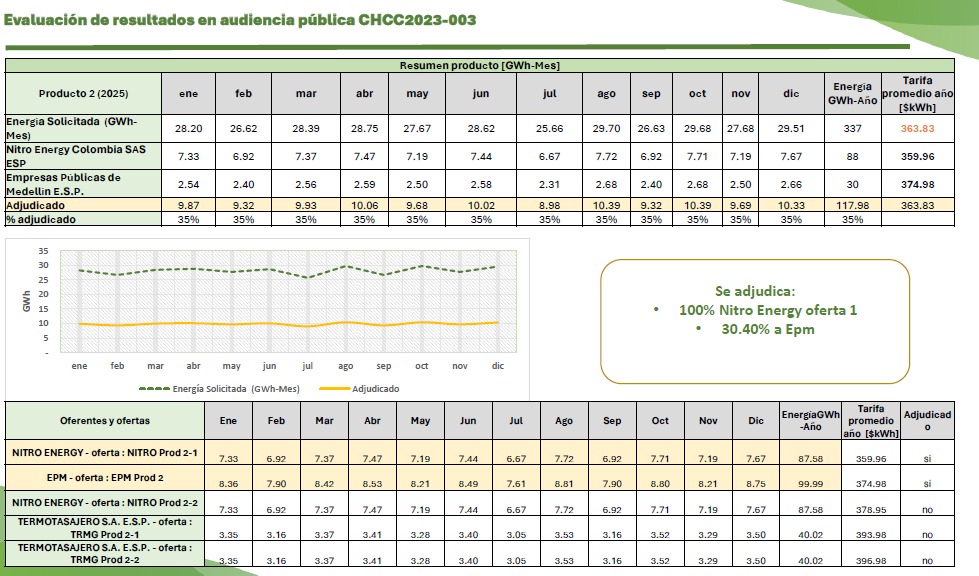 Evaluación de resultados en audiencia pública CHCC2023-003
Resumen producto [GWh-Mes]
Producto 2 (2025) ene feb mar abr may jun jul ago sep oct nov dic Energía GWh-Año Tarifa promedio año [$kWh]
Energía Solicitada (GWh-Mes) 28.20 26.62 28.39 28.75 27.67 28.62 25.66 29.70 26.63 29.68 27.68 29.51 337 363.83
Nitro Energy Colombia SAS ESP 7.33 6.92 7.37 7.47 7.19 7.44 6.67 7.72 6.92 7.71 7.19 7.67 88 359.96
Empresas Públicas de Medellin E.S.P. 2.54 2.40 2.56 2.59 2.50 2.58 2.31 2.68 2.40 2.68 2.50 2.66 30 374.98
Adjudicado 9.87 9.32 9.93 10.06 9.68 10.02 8.98 10.39 9.32 10.39 9.69 10.33 117.98 363.83
% adjudicado 35% 35% 35% 35% 35% 35% 35% 35% 35% 35% 35% 35% 35%
35
30
25
20
15
10
5
-
GWh
ene feb mar abr may jun jul ago sep oct nov dic
Energía Solicitada (GWh-Mes) Adjudicado
Se adjudica:
• 100% Nitro Energy oferta 1
• 30.40% a Epm
Oferentes y ofertas Ene Feb Mar Abr May Jun Jul Ago Sep Oct Nov Dic EnergíaGWh-Año Tarifa promedio año [$kWh] Adjudicado
NITRO ENERGY - oferta : NITRO Prod 2-1 7.33 6.92 7.37 7.47 7.19 7.44 6.67 7.72 6.92 7.71 7.19 7.67 87.58 359.96 si
EPM - oferta : EPM Prod 2 8.36 7.90 8.42 8.53 8.21 8.49 7.61 8.81 7.90 8.80 8.21 8.75 99.99 374.98 si
NITRO ENERGY - oferta : NITRO Prod 2-2 7.33 6.92 7.37 7.47 7.19 7.44 6.67 7.72 6.92 7.71 7.19 7.67 87.58 378.95 no
TERMOTASAJERO S.A. E.S.P. - oferta : TRMG Prod 2-1 3.35 3.16 3.37 3.41 3.28 3.40 3.05 3.53 3.16 3.52 3.29 3.50 40.02 393.98 no
TERMOTASAJERO S.A. E.S.P. - oferta : TRMG Prod 2-2 3.35 3.16 3.37 3.41 3.28 3.40 3.05 3.53 3.16 3.52 3.29 3.50 40.02 396.98 no